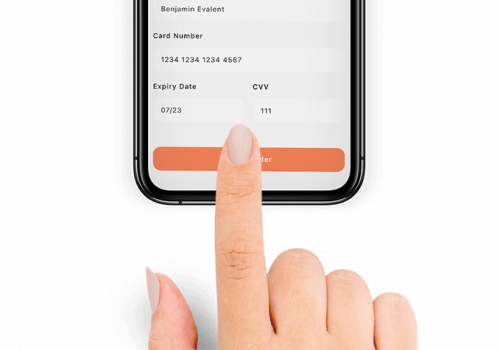 Benjamin Evalent
Card Number
1234 1234 1234 4567
Expiry Date CVV
07/23 111